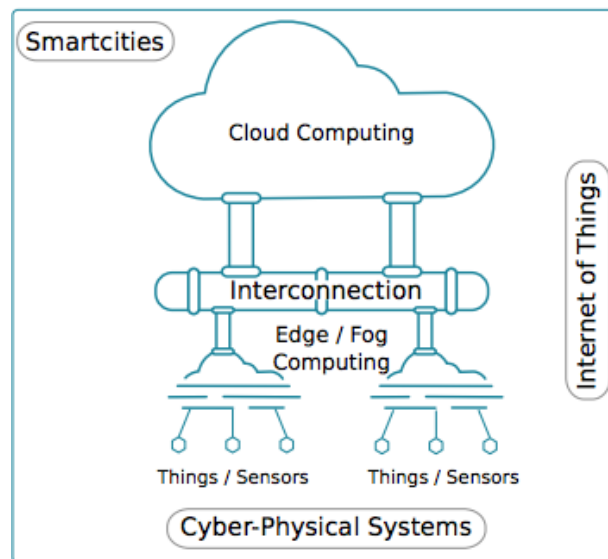 Smartcities
Cloud Computing
Internet of Things
Interconnection
Edge / Fog
Computing
Things / Sensors
Things / Sensors
Cyber-Physical Systems